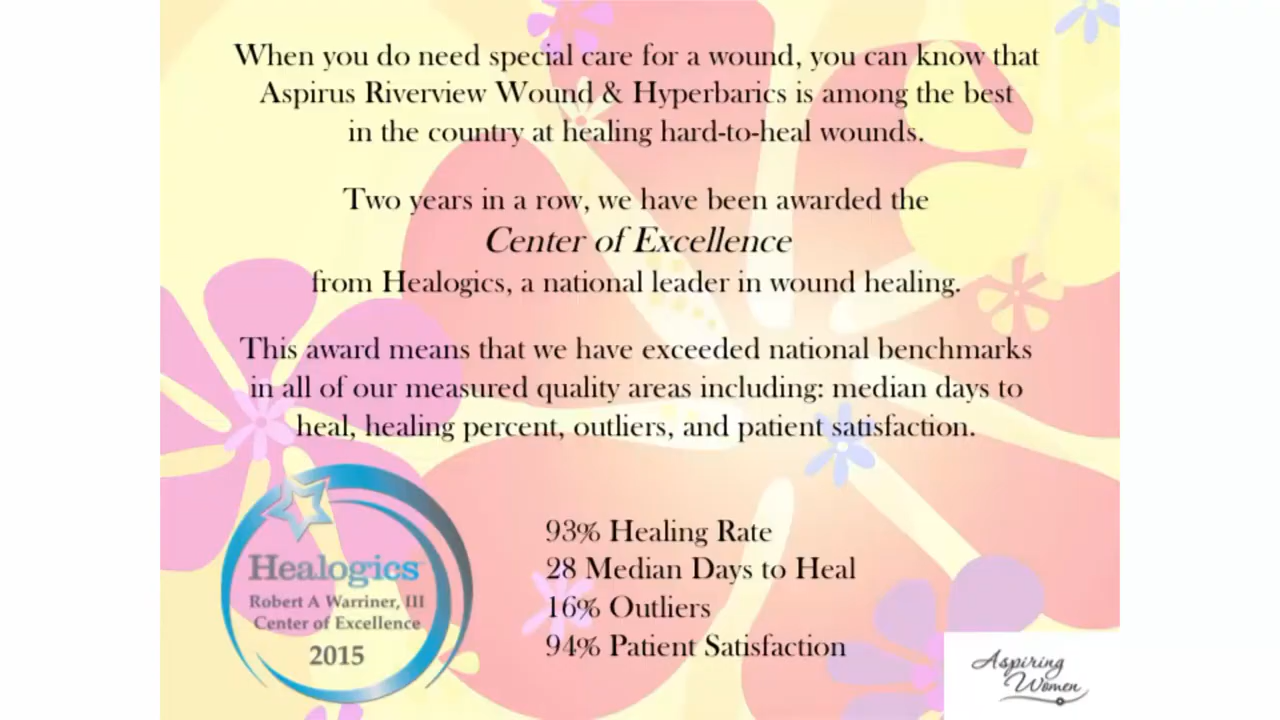 When you do need special care for a wound, you can know that
Aspirus Riverview Wound & Hyperbarics is among the best
in the country at healing hard-to-heal wounds.
Two years in a row, we have been awarded the
Center of Excellence
from Healogics, a national leader in wound healing.
This award means that we have exceeded national benchmarks
in all of our measured quality areas including: median days to
heal, healing percent, outliers, and patient satisfaction.
Healogics
Robert A Warriner, III
Center of Excellence
2015
93% Healing Rate
28 Median Days to Heal
16% Outliers
94% Patient Satisfaction
Aspiring
Women